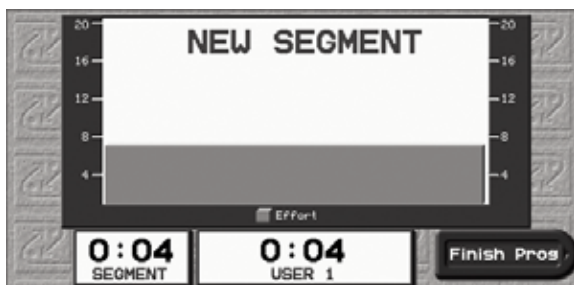 NEW SEGMENT
20
16
12
8
4
20
16
12
8
4
Effort
0:04
SEGMENT
0:04
USER 1
Finish Prog